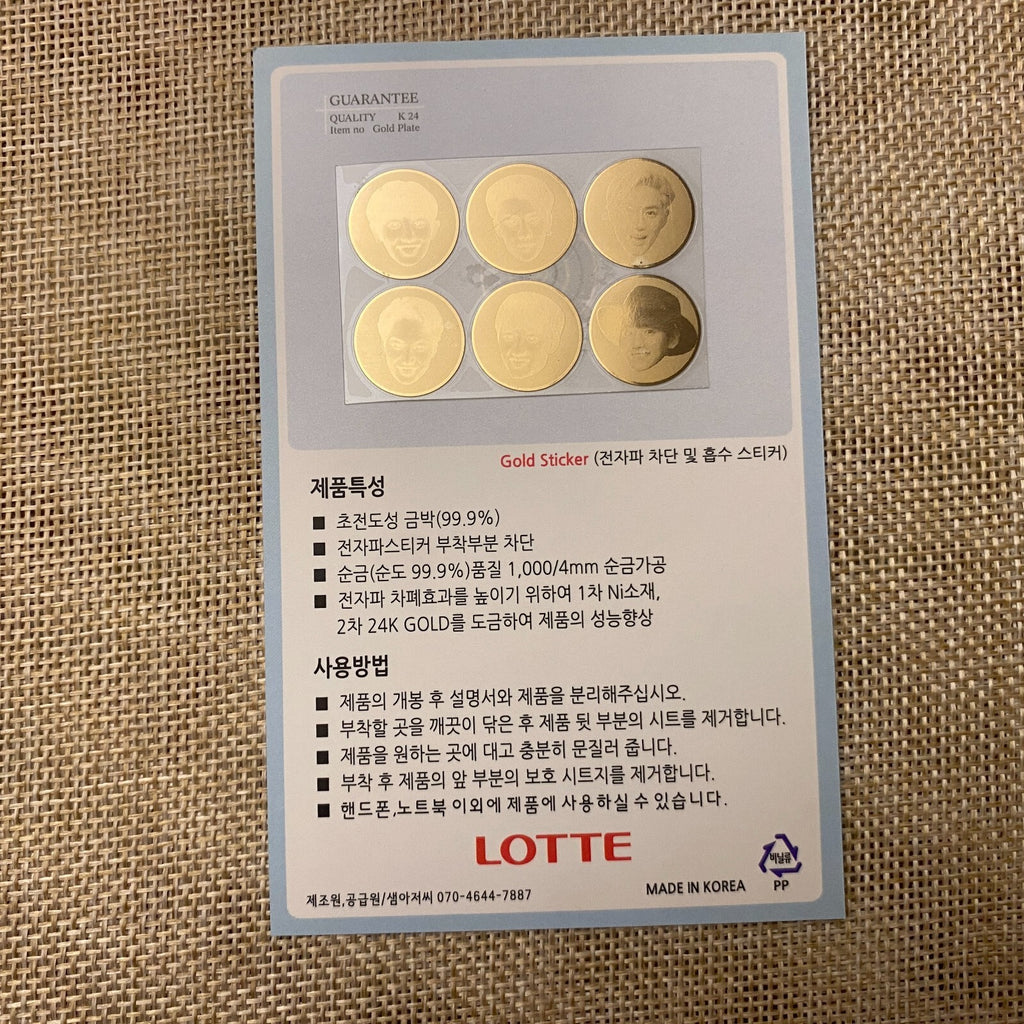 GUARANTEE
QUALITY K 24
Item no Gold Plate
Gold Sticker (전자파 차단 및 흡수 스티커)
제품특성
■ 초전도성 금박(99.9%)
■ 전자파스티커 부착부분 차단
■ 순금(순도 99.9%)품질 1,000/4mm 순금가공
■ 전자파 차폐효과를 높이기 위하여 1차 Ni소재,
2차 24K GOLD를 도금하여 제품의 성능향상
사용방법
■ 제품의 개봉 후 설명서와 제품을 분리해주십시오.
■ 부착할 곳을 깨끗이 닦은 후 제품 뒷 부분의 시트를 제거합니다.
■ 제품을 원하는 곳에 대고 충분히 문질러 줍니다.
■ 부착 후 제품의 앞 부분의 보호 시트지를 제거합니다.
■ 핸드폰,노트북 이외에 제품에 사용하실 수 있습니다.
LOTTE
비닐류
PP
제조원,공급원/샘아저씨 070-4644-7887
MADE IN KOREA